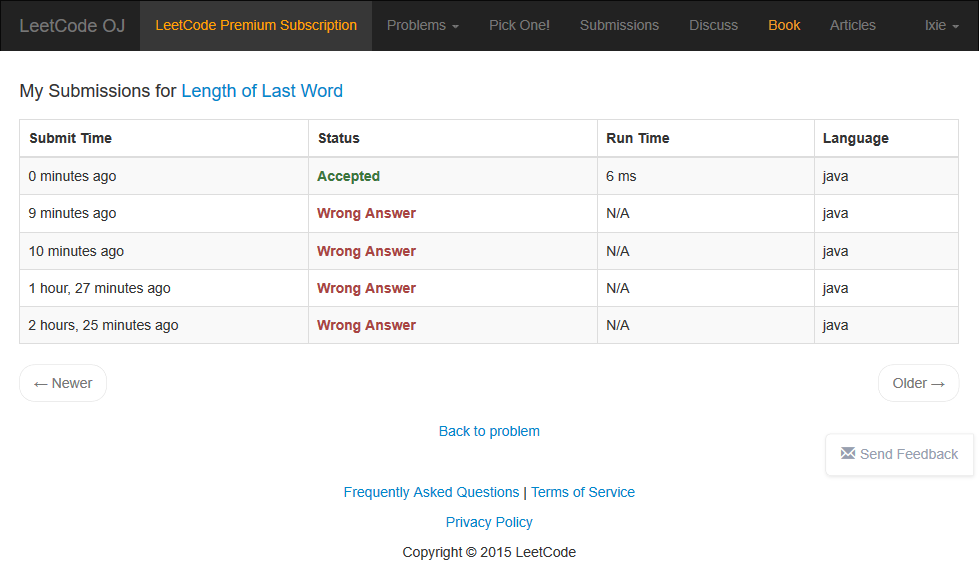 LeetCode OJ LeetCode Premium Subscription Problems Pick One! Submissions Discuss Book Articles lxie
My Submissions for Length of Last Word
Submit Time Status Run Time Language
0 minutes ago Accepted 6 ms java
9 minutes ago Wrong Answer N/A java
10 minutes ago Wrong Answer N/A java
1 hour, 27 minutes ago Wrong Answer N/A java
2 hours, 25 minutes ago Wrong Answer N/A java
← Newer Older →
Back to problem
Send Feedback
Frequently Asked Questions | Terms of Service
Privacy Policy
Copyright © 2015 LeetCode